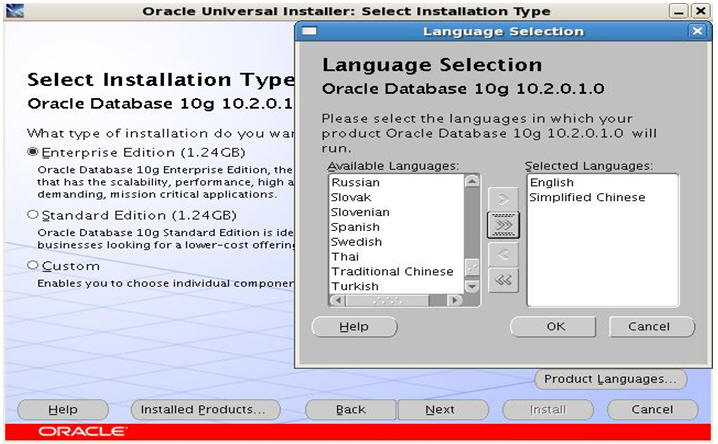 Oracle Universal Installer: Select Installation Type
Select Installation Type
Oracle Database 10g 10.2.0.1
What type of installation do you wan
Enterprise Edition (1.24GB)
Oracle Database 10g Enterprise Edition, the
that has the scalability, performance, high a
demanding, mission critical applications.
Standard Edition (1.24GB)
Oracle Database 10g Standard Edition is ide
businesses looking for a lower-cost offering
Custom
Enables you to choose individual componen
Language Selection
Language Selection
Oracle Database 10g 10.2.0.1.0
Please select the languages in which your
product Oracle Database 10g 10.2.0.1.0 will
run.
Available Languages:
Russian
Slovak
Slovenian
Spanish
Swedish
Thai
Traditional Chinese
Turkish
Selected Languages:
English
Simplified Chinese
Help
OK
Cancel
Product Languages...
Help
Installed Products...
Back
Next
Install
Cancel
ORACLE